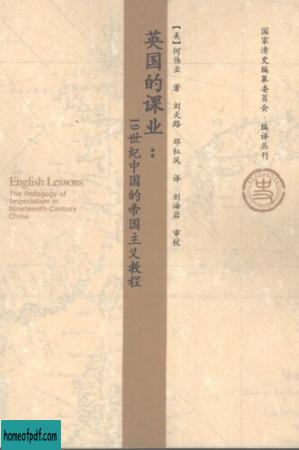 国家清史编纂委员会·编译丛刊
【美】何伟亚 著 刘天路 邓红风 译 刘海岩 审校
英国的课业：
19世纪中国的帝国主义教程
English Lessons
The Pedagogy of
Imperialism in
Nineteenth-Century
China
homeofpdf.com